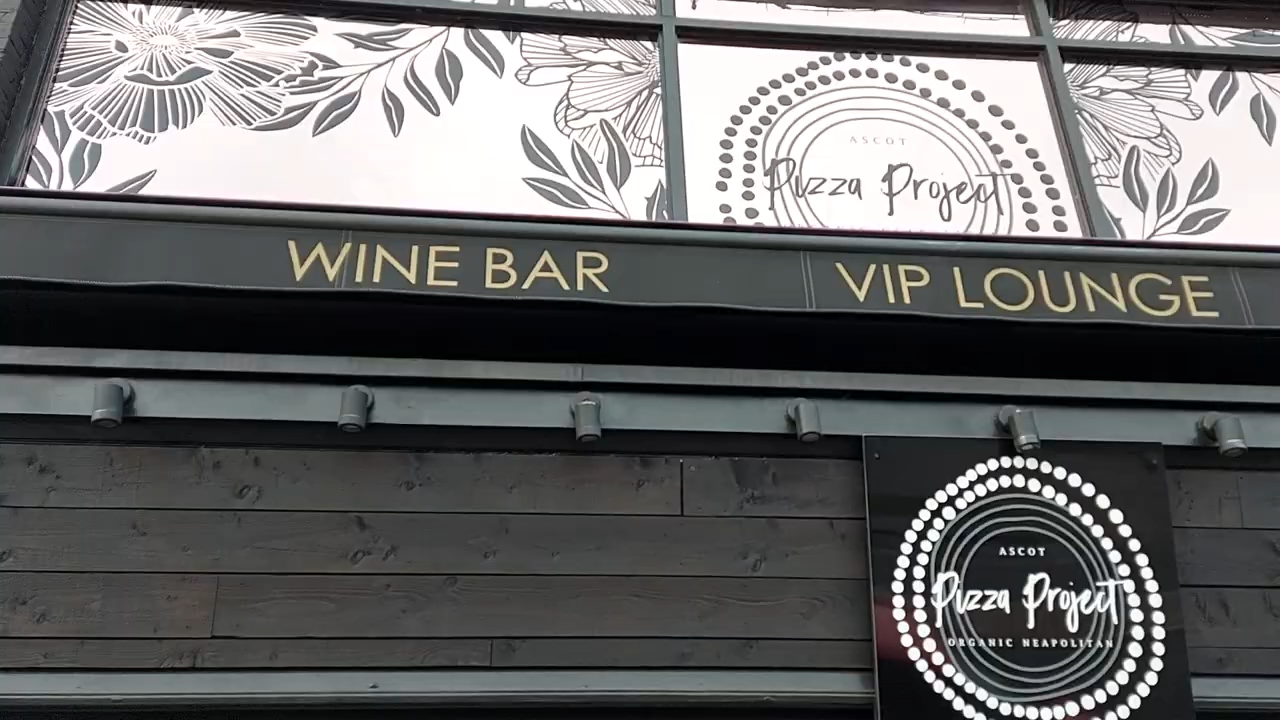 ASCOT
Pizza Project
WINE BAR
VIP LOUNGE
ASCOT
Pizza Project
ORGANIC NEAPOLITAN